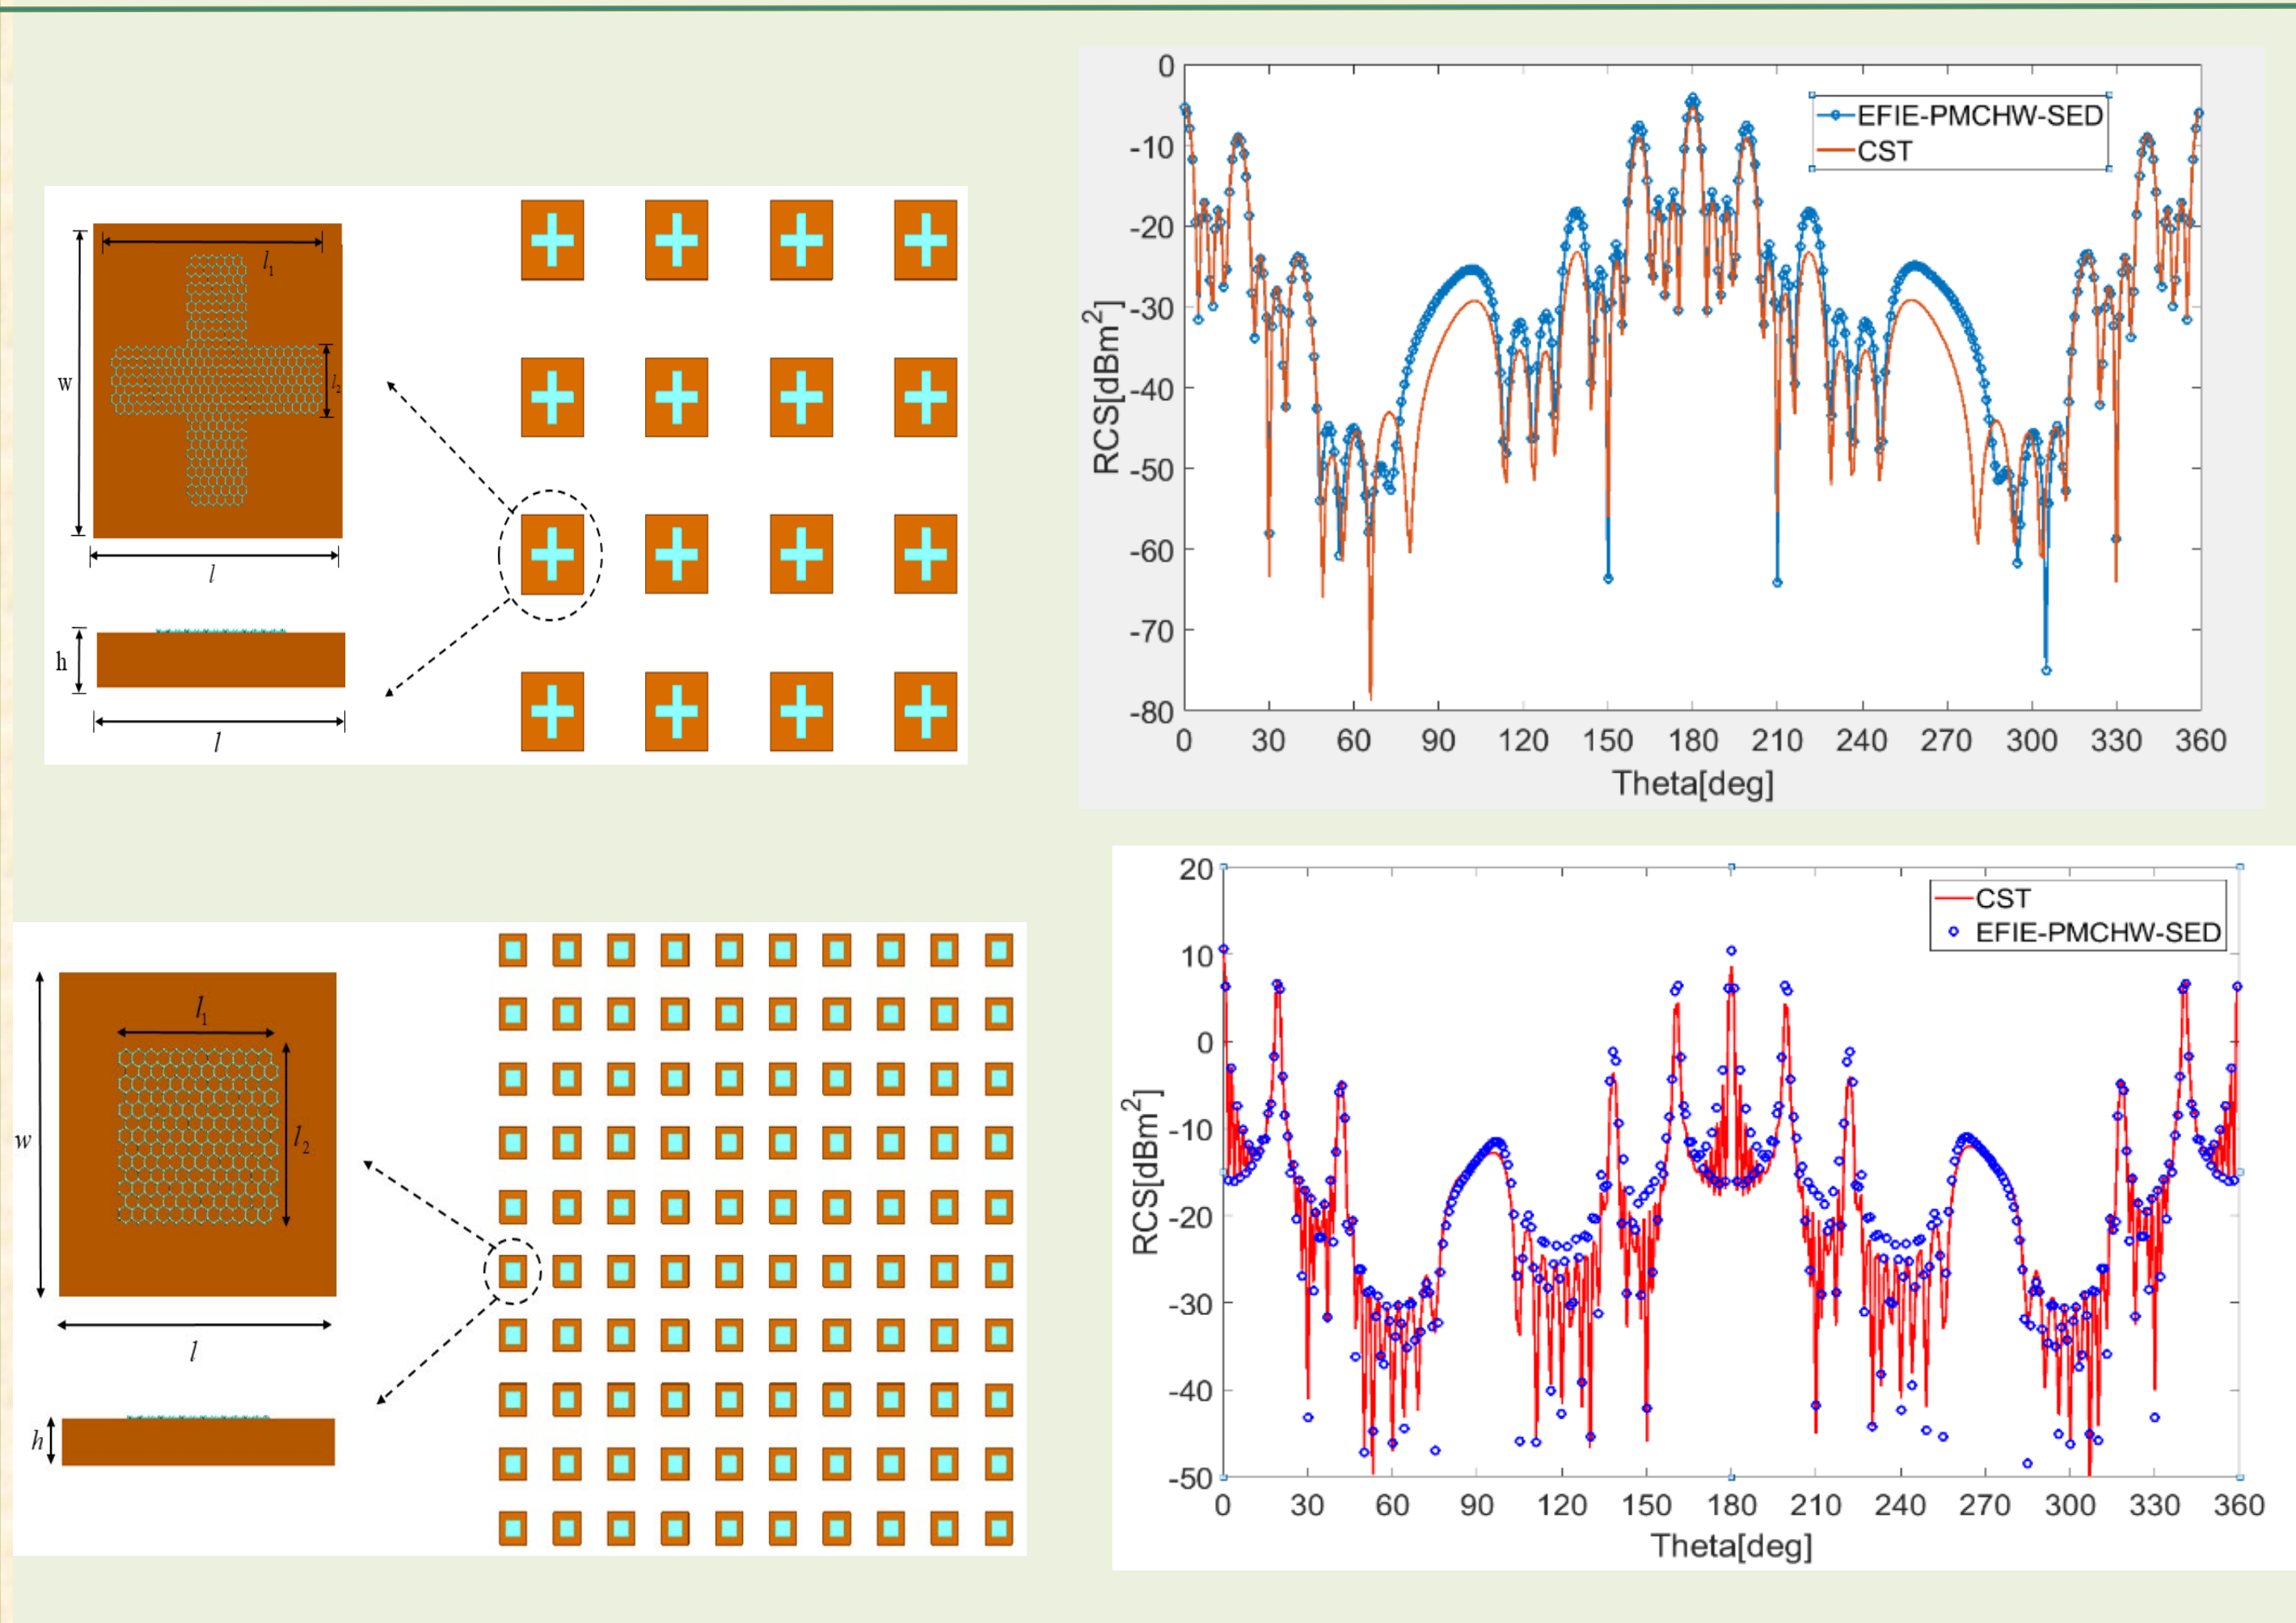 l₁
w
l₂
l
h
l
0
-10
-20
-30
-40
-50
-60
-70
-80
RCS[dBm²]
EFIE-PMCHW-SED
CST
0 30 60 90 120 150 180 210 240 270 300 330 360
Theta[deg]
l₁
w
l₂
l
h
20
10
0
-10
-20
-30
-40
-50
RCS[dBm²]
CST
EFIE-PMCHW-SED
0 30 60 90 120 150 180 210 240 270 300 330 360
Theta[deg]